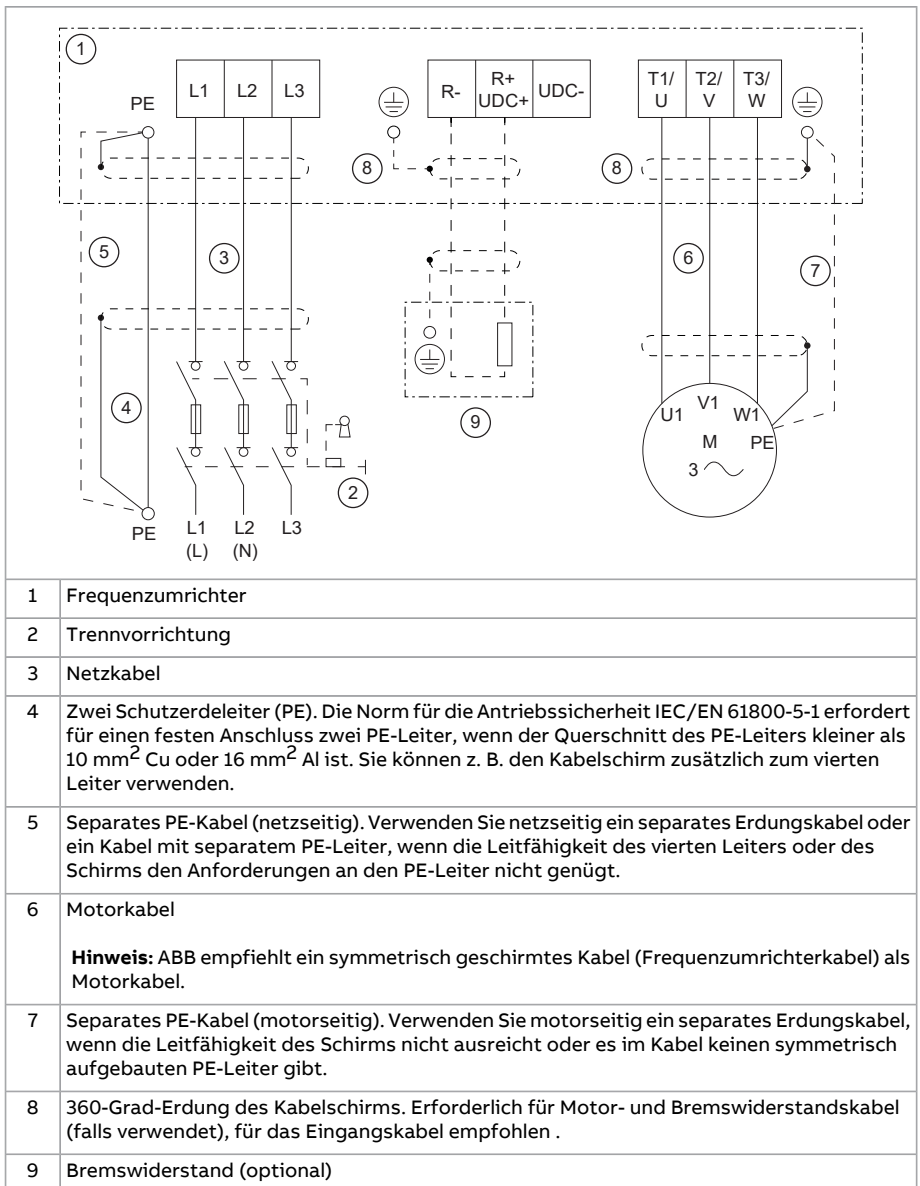 1
PE
L1 L2 L3
R- R+ UDC+ UDC-
T1/ U T2/ V T3/ W
8
8
5
3
6
7
4
9
2
U1 V1 W1
M PE
3
PE
L1 L2 L3
(L) (N)
1 Frequenzumrichter
2 Trennvorrichtung
3 Netzkabel
4 Zwei Schutzerdeleiter (PE). Die Norm für die Antriebssicherheit IEC/EN 61800-5-1 erfordert
für einen festen Anschluss zwei PE-Leiter, wenn der Querschnitt des PE-Leiters kleiner als
10 mm² Cu oder 16 mm² Al ist. Sie können z. B. den Kabelschirm zusätzlich zum vierten
Leiter verwenden.
5 Separates PE-Kabel (netzseitig). Verwenden Sie netzseitig ein separates Erdungskabel oder
ein Kabel mit separatem PE-Leiter, wenn die Leitfähigkeit des vierten Leiters oder des
Schirms den Anforderungen an den PE-Leiter nicht genügt.
6 Motorkabel
Hinweis: ABB empfiehlt ein symmetrisch geschirmtes Kabel (Frequenzumrichterkabel) als
Motorkabel.
7 Separates PE-Kabel (motorseitig). Verwenden Sie motorseitig ein separates Erdungskabel,
wenn die Leitfähigkeit des Schirms nicht ausreicht oder es im Kabel keinen symmetrisch
aufgebauten PE-Leiter gibt.
8 360-Grad-Erdung des Kabelschirms. Erforderlich für Motor- und Bremswiderstandskabel
(falls verwendet), für das Eingangskabel empfohlen .
9 Bremswiderstand (optional)